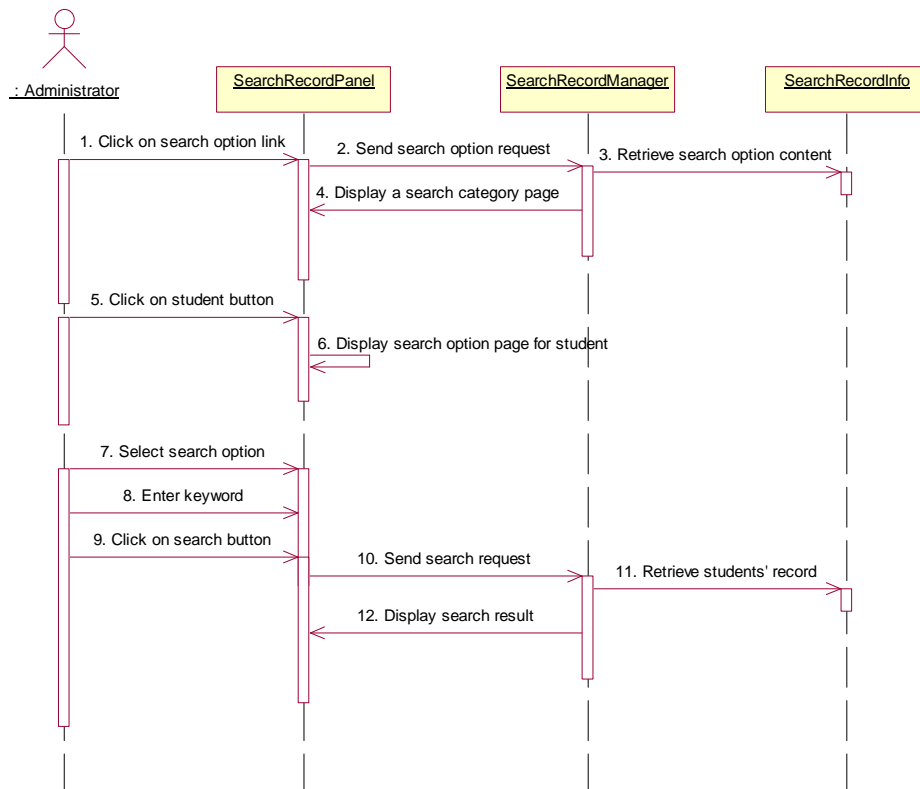 : Administrator
SearchRecordPanel
SearchRecordManager
SearchRecordInfo
1. Click on search option link
2. Send search option request
3. Retrieve search option content
4. Display a search category page
5. Click on student button
6. Display search option page for student
7. Select search option
8. Enter keyword
9. Click on search button
10. Send search request
11. Retrieve students' record
12. Display search result